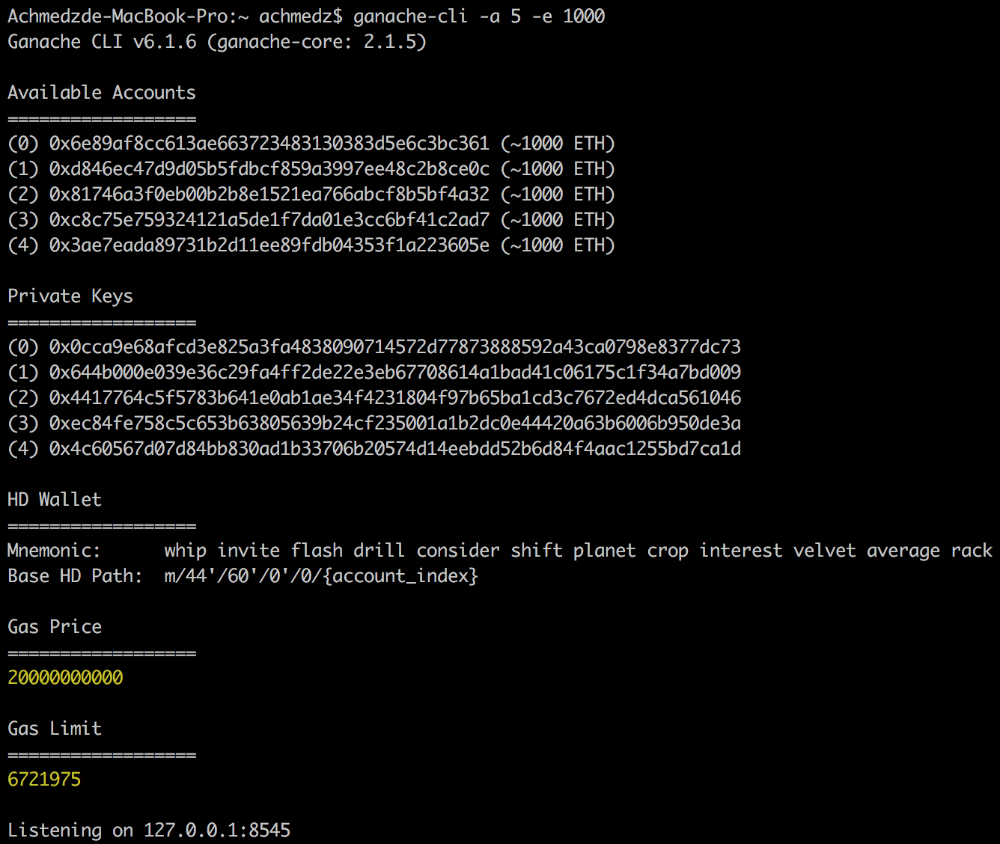 Achmedzde-MacBook-Pro:~ achmedz$ ganache-cli -a 5 -e 1000
Ganache CLI v6.1.6 (ganache-core: 2.1.5)
Available Accounts
==================
(0) 0x6e89af8cc613ae663723483130383d5e6c3bc361 (~1000 ETH)
(1) 0xd846ec47d9d05b5fdbcf859a3997ee48c2b8ce0c (~1000 ETH)
(2) 0x81746a3f0eb00b2b8e1521ea766abcf8b5bf4a32 (~1000 ETH)
(3) 0xc8c75e759324121a5de1f7da01e3cc6bf41c2ad7 (~1000 ETH)
(4) 0x3ae7eada89731b2d11ee89fdb04353f1a223605e (~1000 ETH)
Private Keys
==================
(0) 0x0cca9e68afcd3e825a3fa4838090714572d77873888592a43ca0798e8377dc73
(1) 0x644b000e039e36c29fa4ff2de22e3eb67708614a1bad41c06175c1f34a7bd009
(2) 0x4417764c5f5783b641e0ab1ae34f4231804f97b65ba1cd3c7672ed4dca561046
(3) 0xec84fe758c5c653b63805639b24cf235001a1b2dc0e44420a63b6006b950de3a
(4) 0x4c60567d07d84bb830ad1b33706b20574d14eebdd52b6d84f4aac1255bd7ca1d
HD Wallet
==================
Mnemonic:      whip invite flash drill consider shift planet crop interest velvet average rack
Base HD Path:  m/44'/60'/0'/0/{account_index}
Gas Price
==================
20000000000
Gas Limit
==================
6721975
Listening on 127.0.0.1:8545